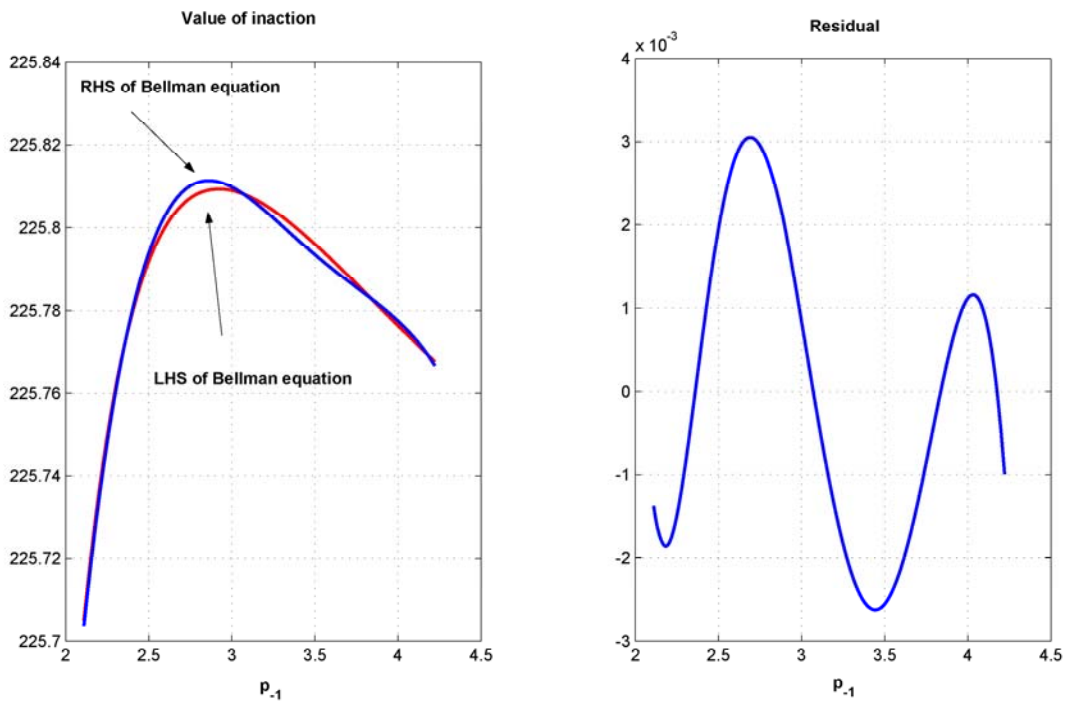 Value of inaction
225.84
225.82
225.8
225.78
225.76
225.74
225.72
225.7
RHS of Bellman equation
LHS of Bellman equation
2 2.5 3 3.5 4 4.5
p-1
Residual
x 10-3
4
3
2
1
0
-1
-2
-3
2 2.5 3 3.5 4 4.5
p-1